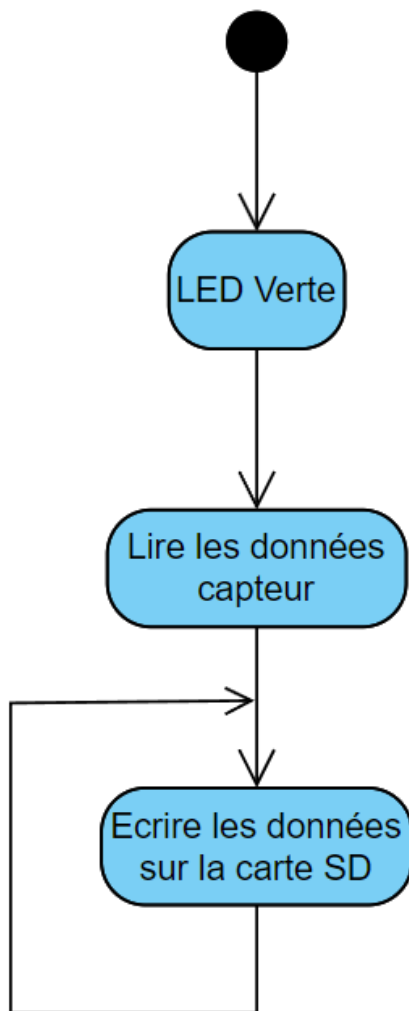 LED Verte
Lire les données
capteur
Ecrire les données
sur la carte SD